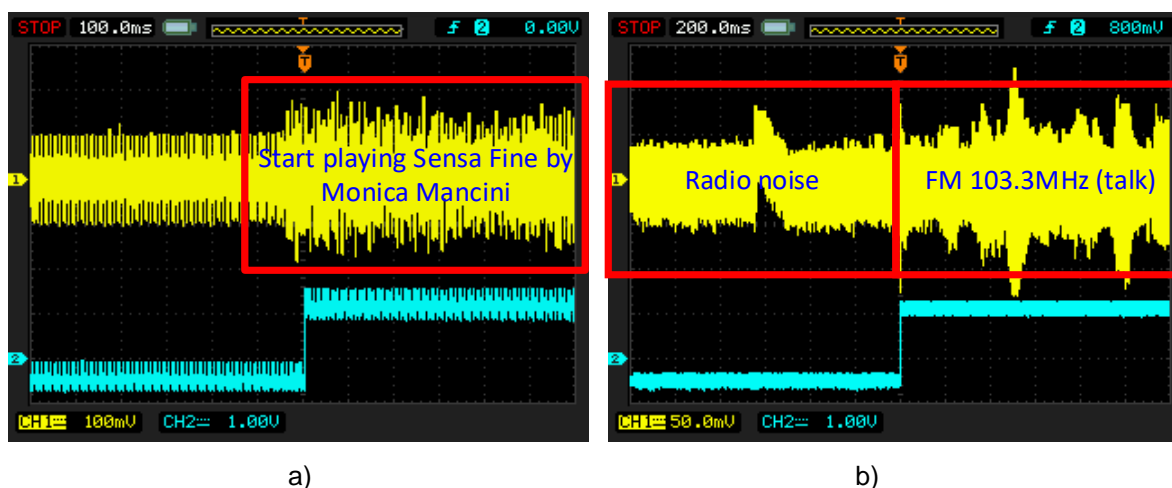 STOP 100.0ms T 2 0.00V
T
1
Start playing Sensa Fine by
Monica Mancini
2
CH1 100mV CH2 1.00V
a)
STOP 200.0ms T 2 800mV
T
1
Radio noise
FM 103.3MHz (talk)
2
CH1 50.0mV CH2 1.00V
b)